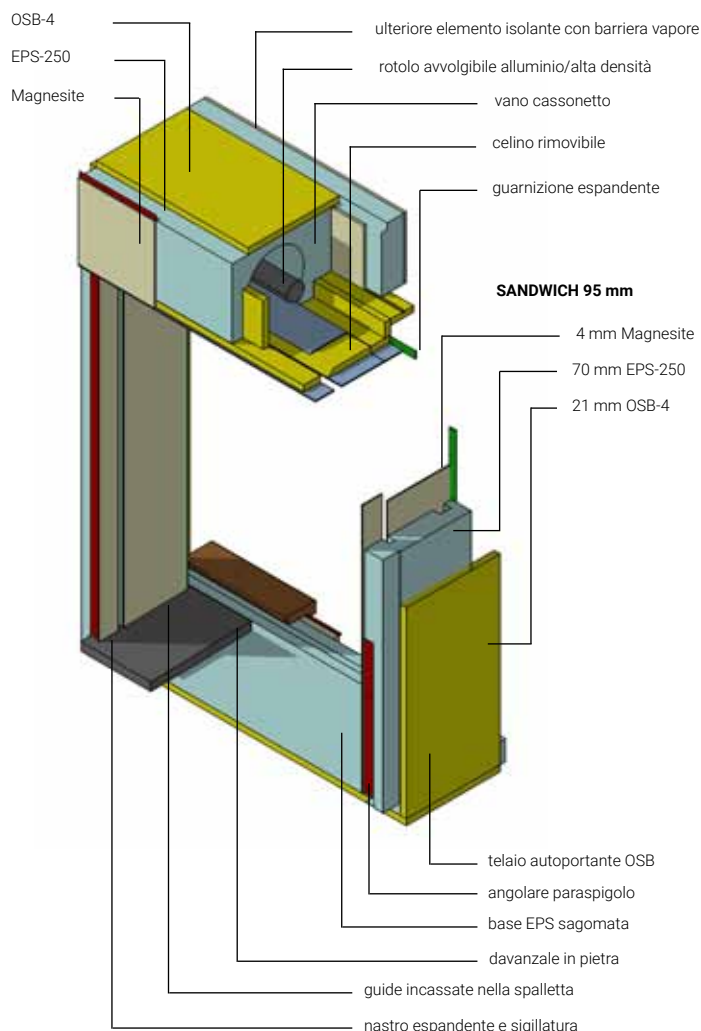 OSB-4
EPS-250
Magnesite
ulteriore elemento isolante con barriera vapore
rotolo avvolgibile alluminio/alta densità
vano cassonetto
celino rimovibile
guarnizione espandente
SANDWICH 95 mm
4 mm Magnesite
70 mm EPS-250
21 mm OSB-4
telaio autoportante OSB
angolare paraspigolo
base EPS sagomata
davanzale in pietra
guide incassate nella spalletta
nastro espandente e sigillatura